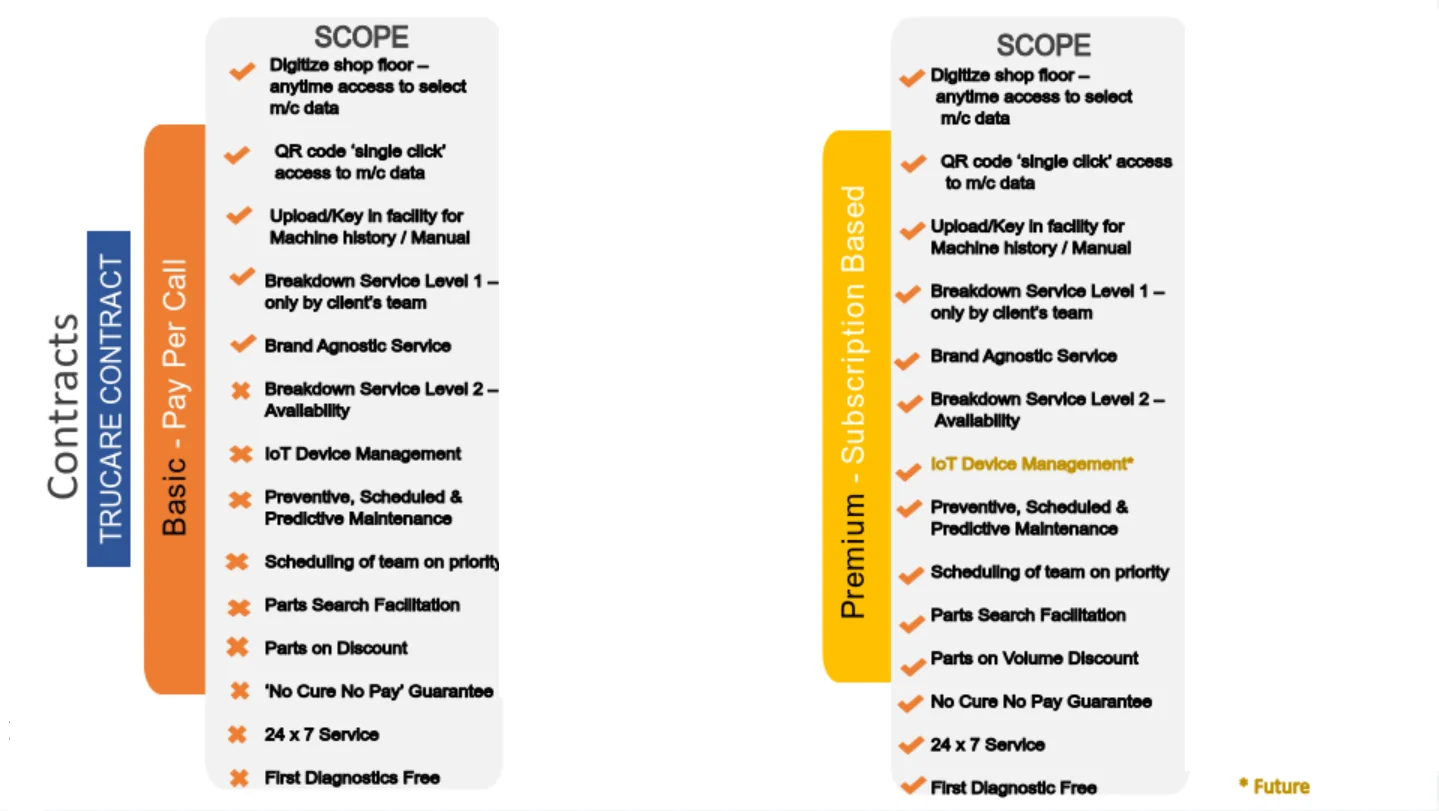 Contracts
TRUCARE CONTRACT
Basic - Pay Per Call
SCOPE
Digitize shop floor –
anytime access to select
m/c data
QR code ‘single click’
access to m/c data
Upload/Key in facility for
Machine history / Manual
Breakdown Service Level 1 –
only by client's team
Brand Agnostic Service
Breakdown Service Level 2 –
Availability
IoT Device Management
Preventive, Scheduled &
Predictive Maintenance
Scheduling of team on priority
Parts Search Facilitation
Parts on Discount
‘No Cure No Pay’ Guarantee
24 x 7 Service
First Diagnostics Free
Premium - Subscription Based
SCOPE
Digitize shop floor –
anytime access to select
m/c data
QR code ‘single click’ access
to m/c data
Upload/Key in facility for
Machine history / Manual
Breakdown Service Level 1 –
only by client's team
Brand Agnostic Service
Breakdown Service Level 2 –
Availability
IoT Device Management*
Preventive, Scheduled &
Predictive Maintenance
Scheduling of team on priority
Parts Search Facilitation
Parts on Volume Discount
No Cure No Pay Guarantee
24 x 7 Service
First Diagnostic Free
* Future